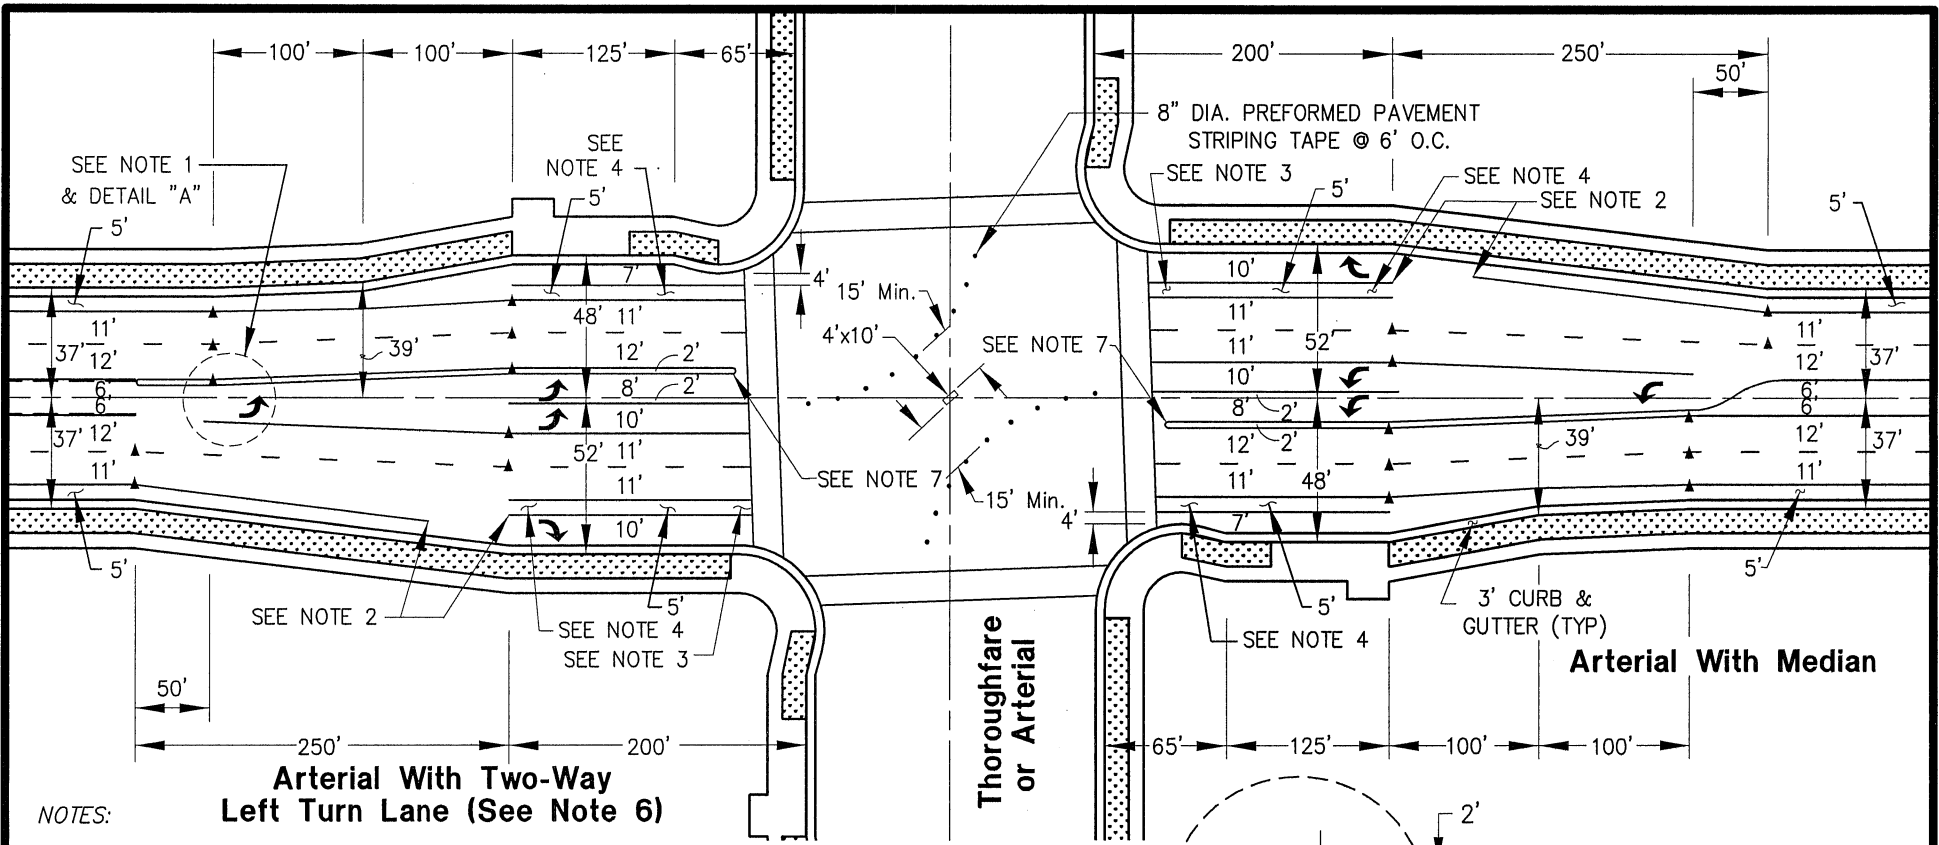 100'
100'
125'
65'
200'
250'
50'
8" DIA. PREFORMED PAVEMENT
STRIPING TAPE @ 6' O.C.
SEE NOTE 1
& DETAIL "A"
SEE
NOTE 4
5'
5'
SEE NOTE 3
5'
SEE NOTE 4
SEE NOTE 2
5'
7'
4'
15' Min.
4'x10'
SEE NOTE 7
10'
11'
37'
12'
39'
48'
11'
12'
2'
8'
2'
6'
6'
11'
52'
11'
10'
8'
2'
11'
12'
37'
6'
6'
37'
12'
11'
10'
52'
11'
11'
10'
SEE NOTE 7
15' Min.
4'
2'
12'
11'
48'
7'
39'
12'
37'
11'
5'
5'
SEE NOTE 2
5'
SEE NOTE 4
SEE NOTE 3
5'
SEE NOTE 4
3' CURB &
GUTTER (TYP)
5'
Arterial With Median
Thoroughfare
or Arterial
50'
250'
200'
65'
125'
100'
100'
Arterial With Two-Way
Left Turn Lane (See Note 6)
NOTES:
2'